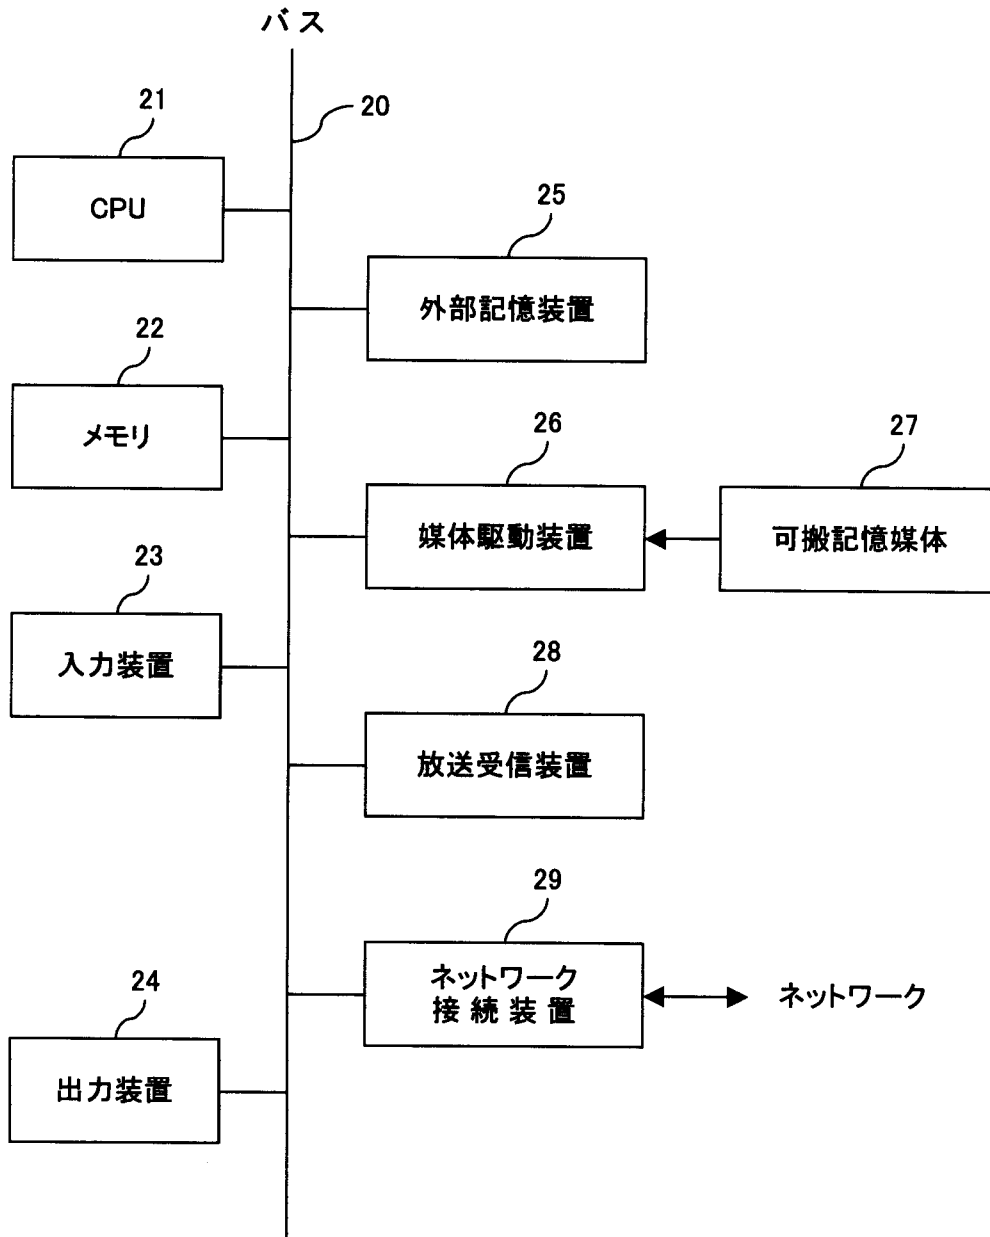 バス
20
21
CPU
25
外部記憶装置
22
メモリ
26
媒体駆動装置
27
可搬記憶媒体
23
入力装置
28
放送受信装置
29
ネットワーク
接続装置
ネットワーク
24
出力装置